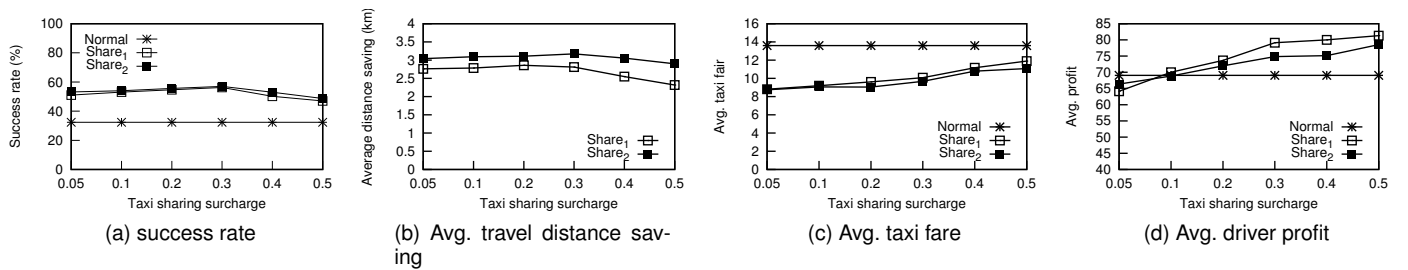 Success rate (%)
100
80
60
40
20
0
Normal
Share1
Share2
0.05 0.1 0.2 0.3 0.4 0.5
Taxi sharing surcharge
(a) success rate
Average distance saving (km)
4
3.5
3
2.5
2
1.5
1
0.5
0
Share1
Share2
0.05 0.1 0.2 0.3 0.4 0.5
Taxi sharing surcharge
(b) Avg. travel distance sav-
ing
Avg. taxi fair
16
14
12
10
8
6
4
2
0
Normal
Share1
Share2
0.05 0.1 0.2 0.3 0.4 0.5
Taxi sharing surcharge
(c) Avg. taxi fare
Avg. profit
85
80
75
70
65
60
55
50
45
40
Normal
Share1
Share2
0.05 0.1 0.2 0.3 0.4 0.5
Taxi sharing surcharge
(d) Avg. driver profit